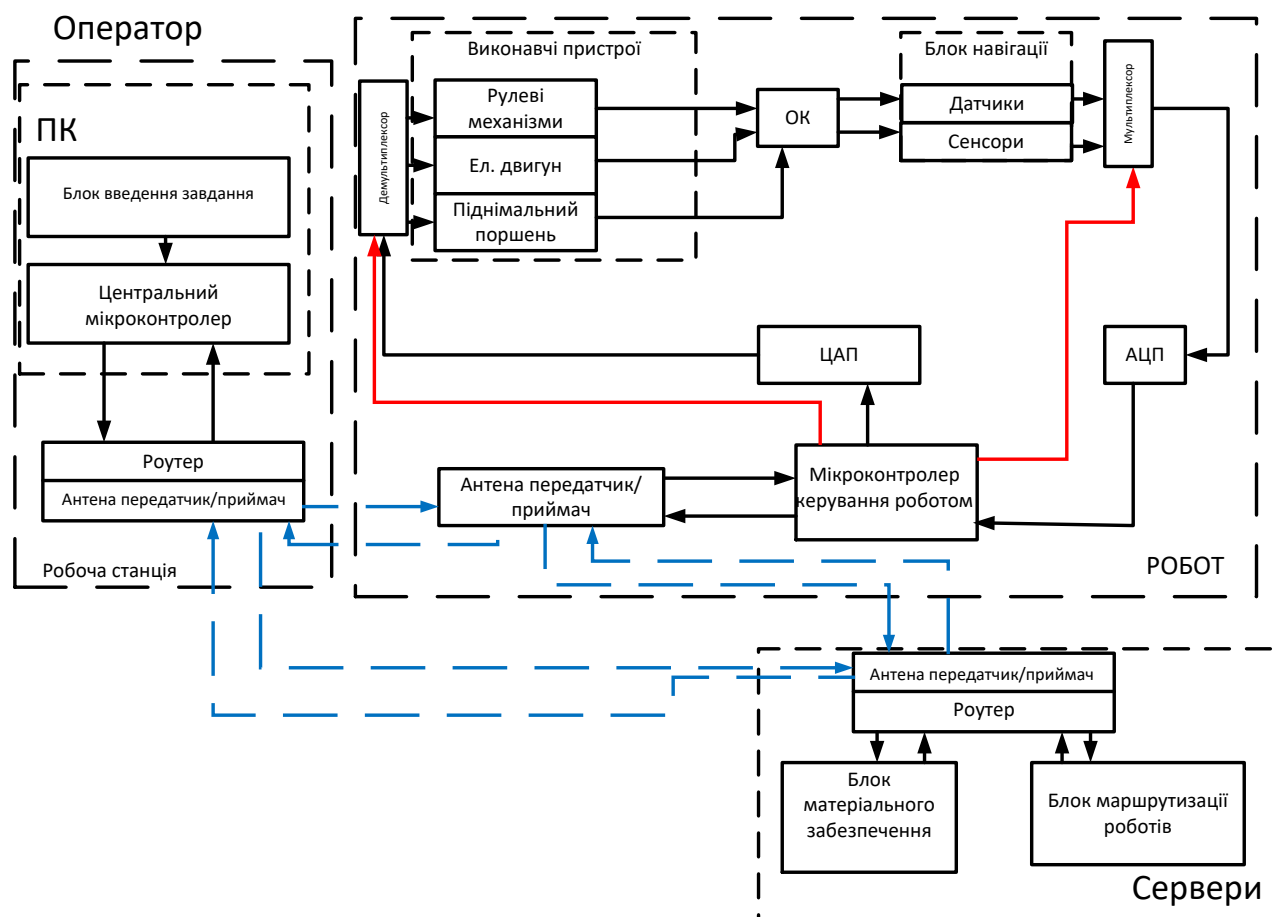 Оператор
ПК
Блок введення завдання
Центральний
мікроконтролер
Роутер
Антена передатчик/приймач
Робоча станція
Демультиплексор
Виконавчі пристрої
Рулеві
механізми
Ел. двигун
Піднімальний
поршень
ОК
Блок навігації
Датчики
Сенсори
Мультиплексор
ЦАП
АЦП
Антена передатчик/
приймач
Мікроконтролер
керування роботом
РОБОТ
Антена передатчик/приймач
Роутер
Блок
матеріального
забезпечення
Блок маршрутизації
роботів
Сервери